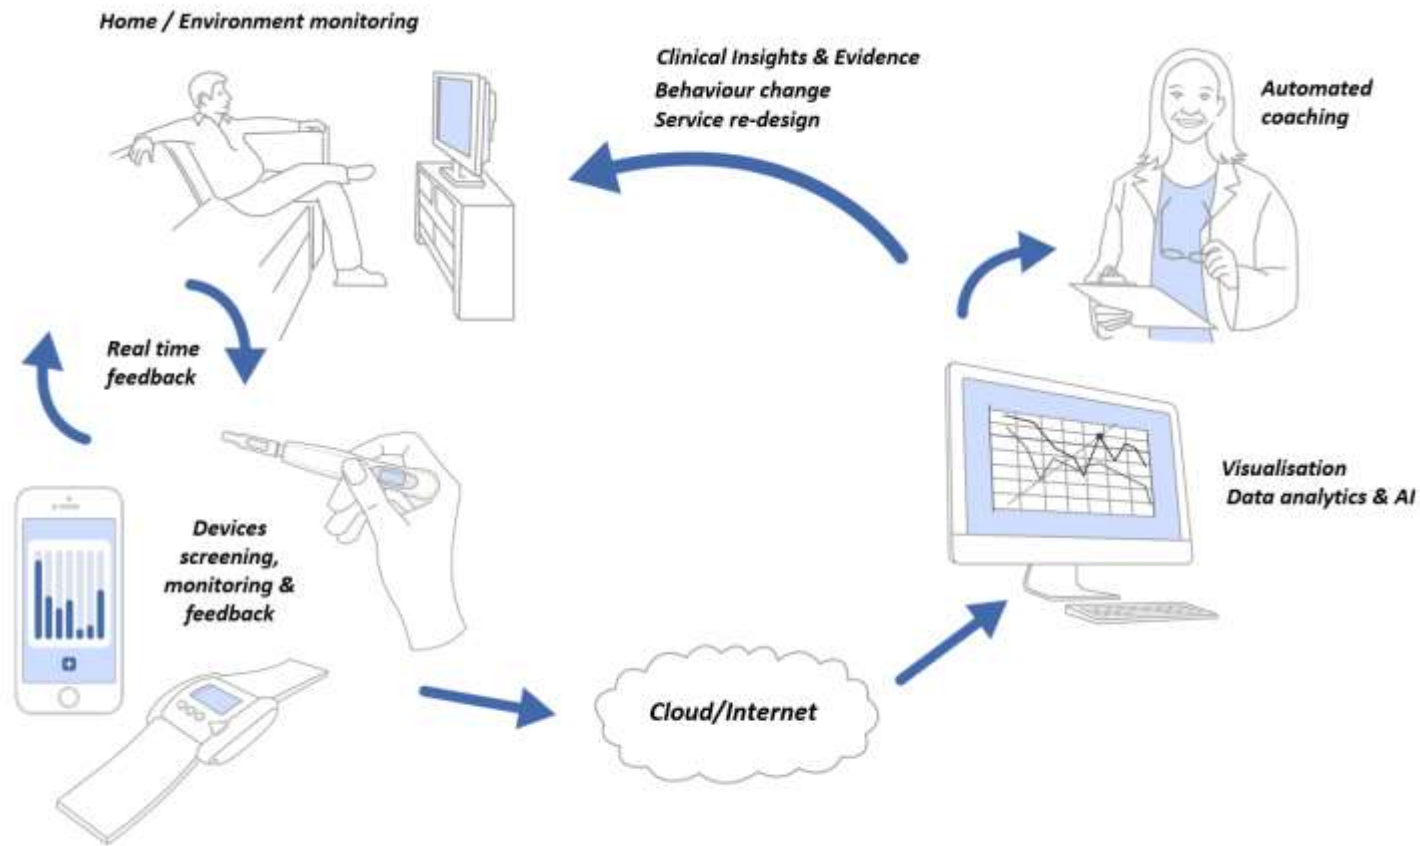 Home / Environment monitoring
Clinical Insights & Evidence
Behaviour change
Service re-design
Automated
coaching
Real time
feedback
Devices
screening,
monitoring &
feedback
Visualisation
Data analytics & AI
Cloud/Internet